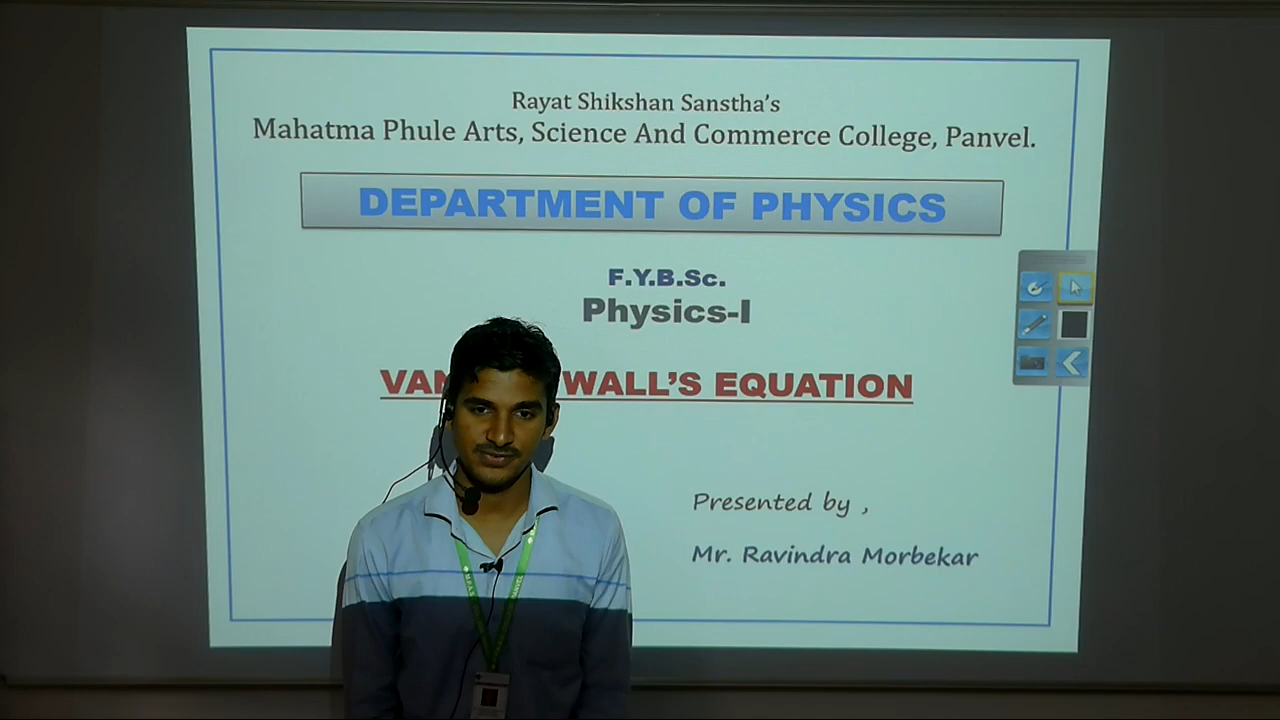 Rayat Shikshan Sanstha's
Mahatma Phule Arts, Science And Commerce College, Panvel.
DEPARTMENT OF PHYSICS
F.Y.B.Sc.
Physics-I
VAN WALL'S EQUATION
Presented by ,
Mr. Ravindra Morbekar
PANVEL